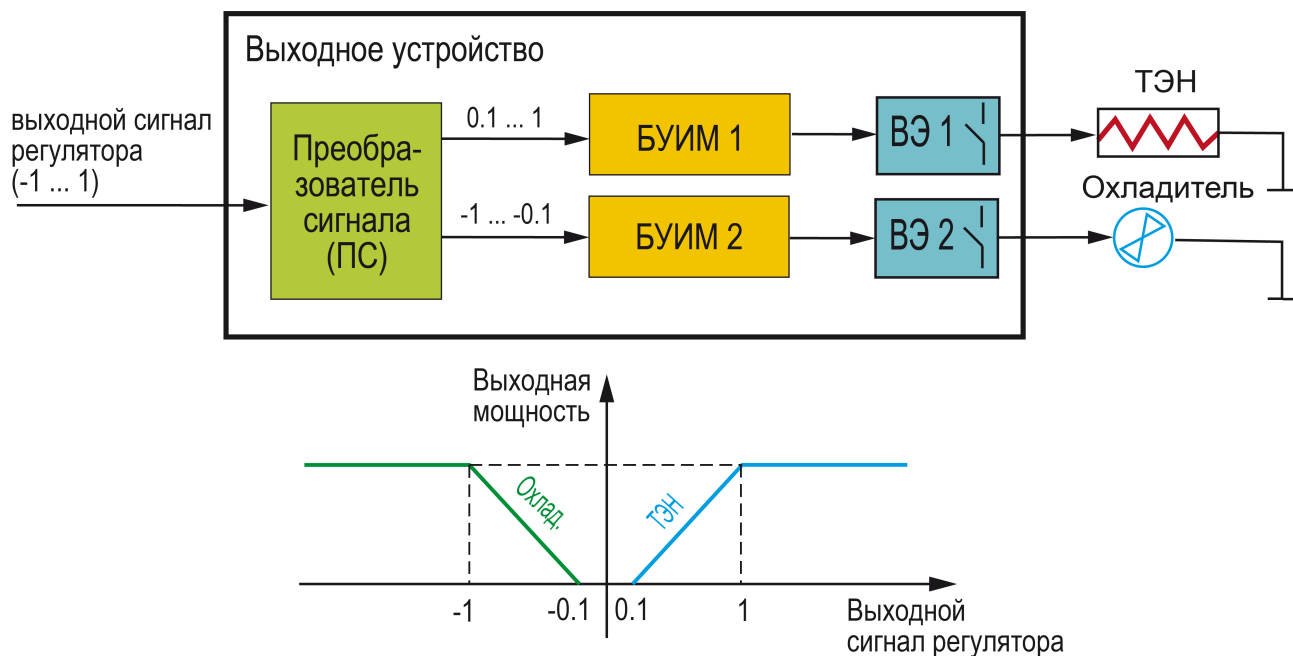 Выходное устройство
выходной сигнал
регулятора
(-1 ... 1)
Преобра-
зователь
сигнала
(ПС)
0.1 ... 1
-1 ... -0.1
БУИМ 1
БУИМ 2
ВЭ 1
ВЭ 2
ТЭН
Охладитель
Выходная
мощность
Охлад.
ТЭН
-1
-0.1
0.1
1
Выходной
сигнал регулятора